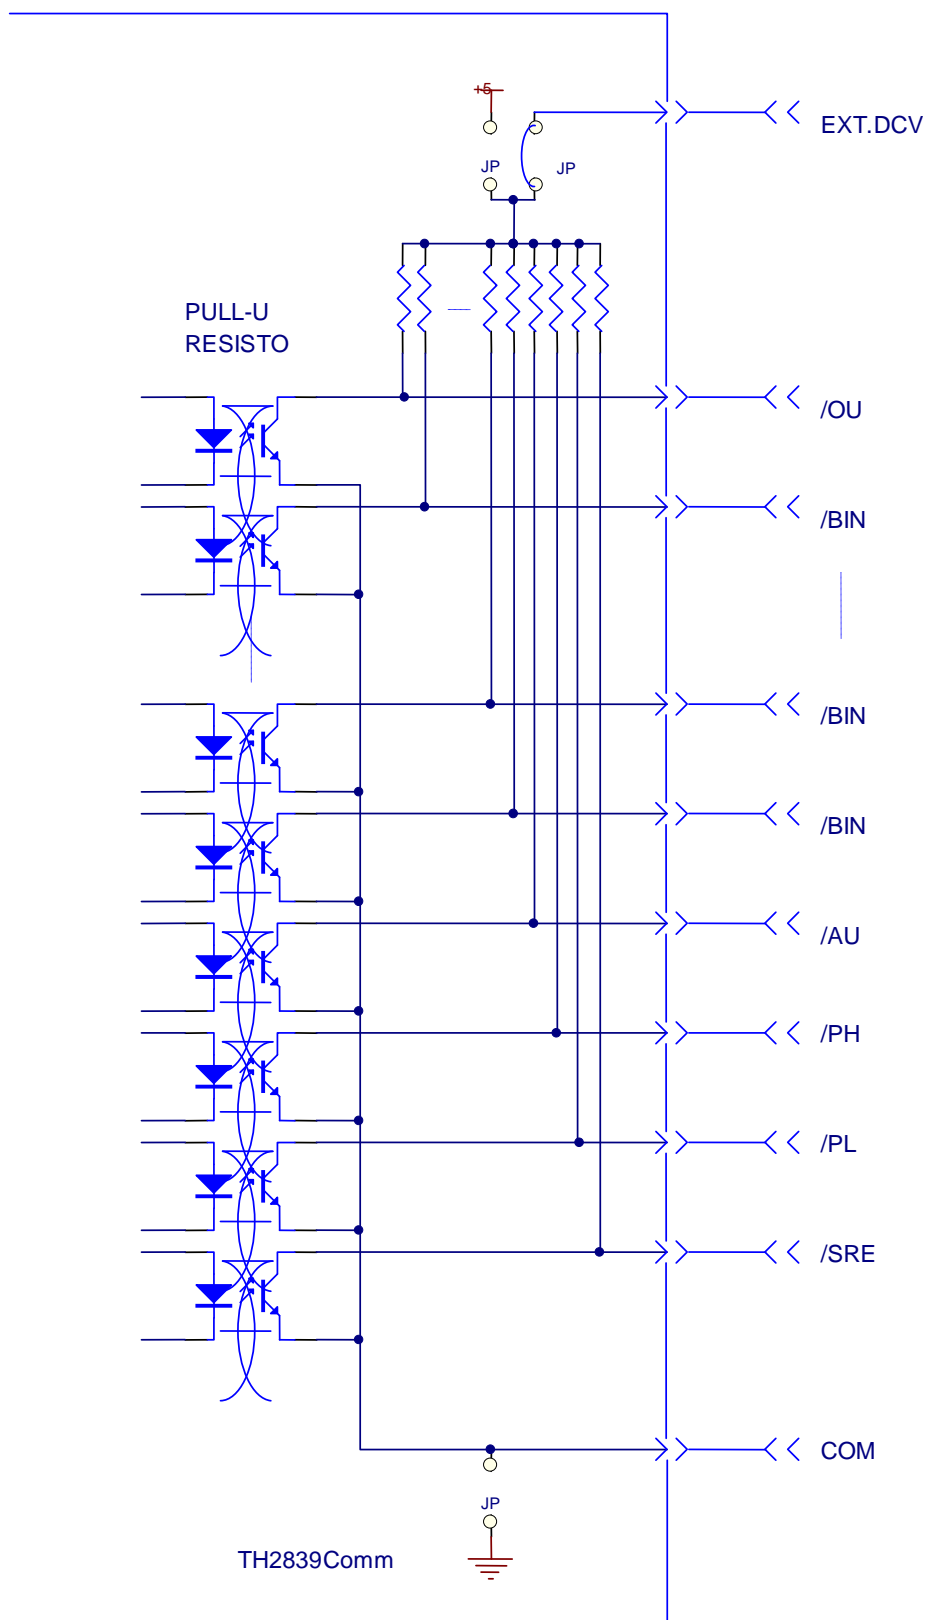 +5
EXT.DCV
JP
JP
PULL-U
RESISTO
/OU
/BIN
/BIN
/BIN
/AU
/PH
/PL
/SRE
COM
JP
TH2839Comm